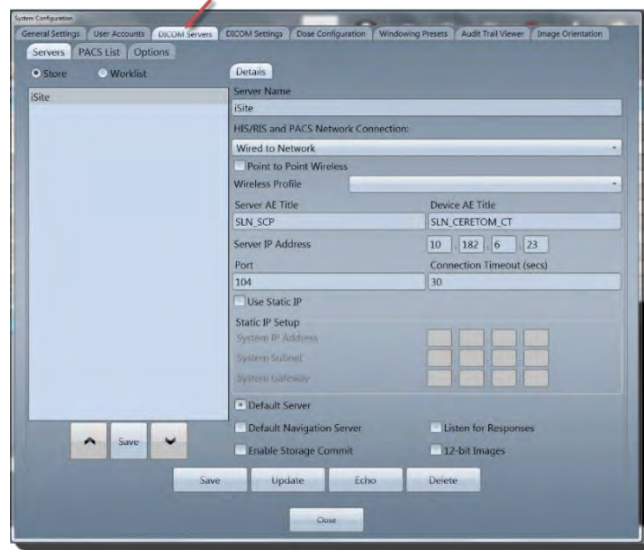 System Configuration
General Settings User Accounts DICOM Servers DICOM Settings Dose Configuration Windowing Presets Audit Trail Viewer Image Orientation
Servers PACS List Options
Store Worklist
Details
iSite
Server Name
iSite
HIS/RIS and PACS Network Connection:
Wired to Network
Point to Point Wireless
Wireless Profile
Server AE Title Device AE Title
SLN_SCP SLN_CERETOM_CT
Server IP Address 10 . 182 . 6 . 23
Port Connection Timeout (secs)
104 30
Use Static IP
Static IP Setup
System IP Address
System Subnet
System Gateway
Default Server
Default Navigation Server Listen for Responses
Enable Storage Commit 12-bit Images
Save
Save Update Echo Delete
Close